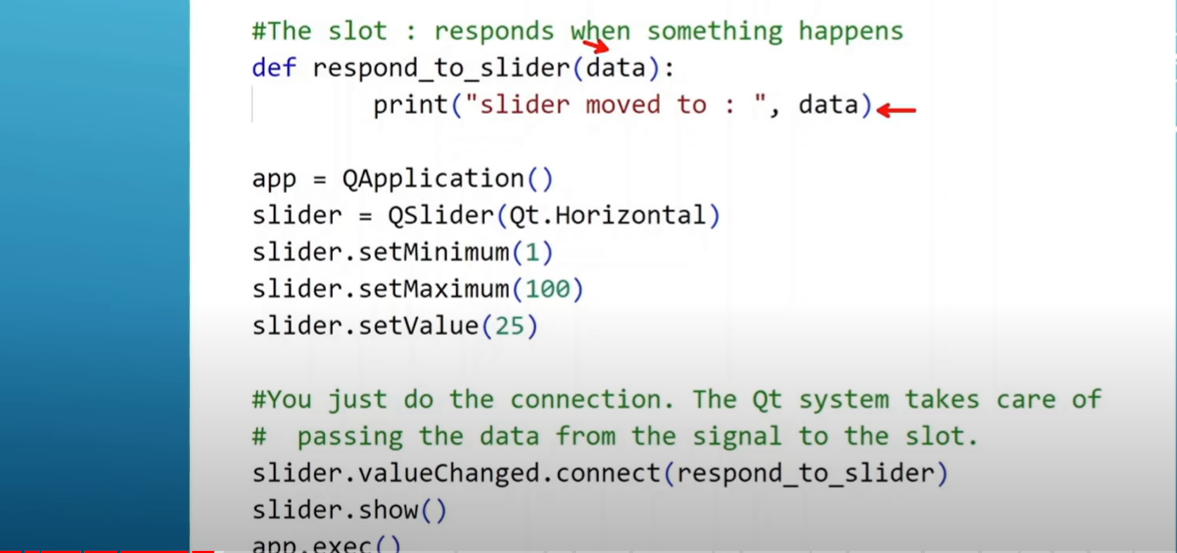 #The slot : responds when something happens
def respond_to_slider(data):
print("slider moved to : ", data)
app = QApplication()
slider = QSlider(Qt.Horizontal)
slider.setMinimum(1)
slider.setMaximum(100)
slider.setValue(25)
#You just do the connection. The Qt system takes care of
#  passing the data from the signal to the slot.
slider.valueChanged.connect(respond_to_slider)
slider.show()
app.exec()